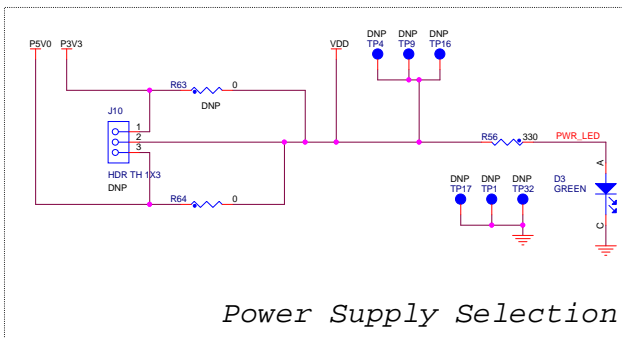 P5V0 P3V3 VDD DNP DNP DNP
TP4 TP9 TP16
R63 0
DNP
J10
1
2
3
R56 330 PWR_LED
HDR TH 1X3
DNP
R64 0
DNP DNP DNP
TP17 TP1 TP32
D3
GREEN
A
C
Power Supply Selection